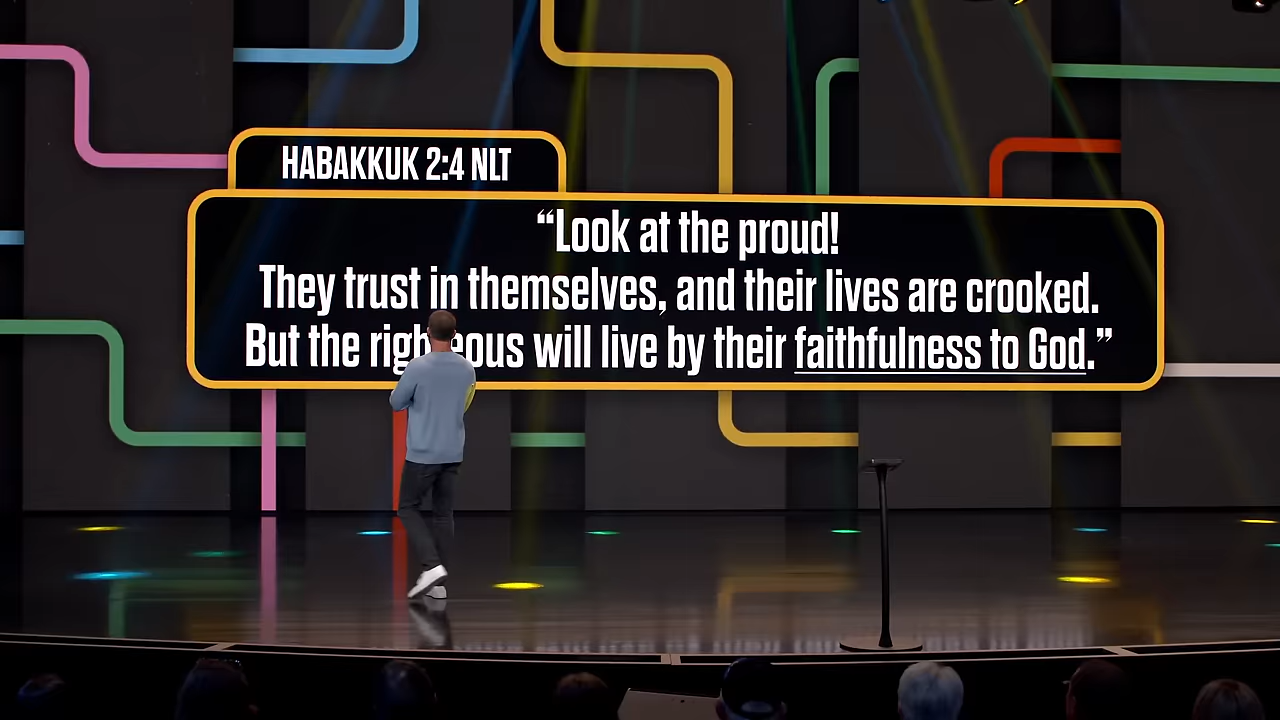 HABAKKUK 2:4 NLT
“Look at the proud!
They trust in themselves, and their lives are crooked.
But the righteous will live by their faithfulness to God.”